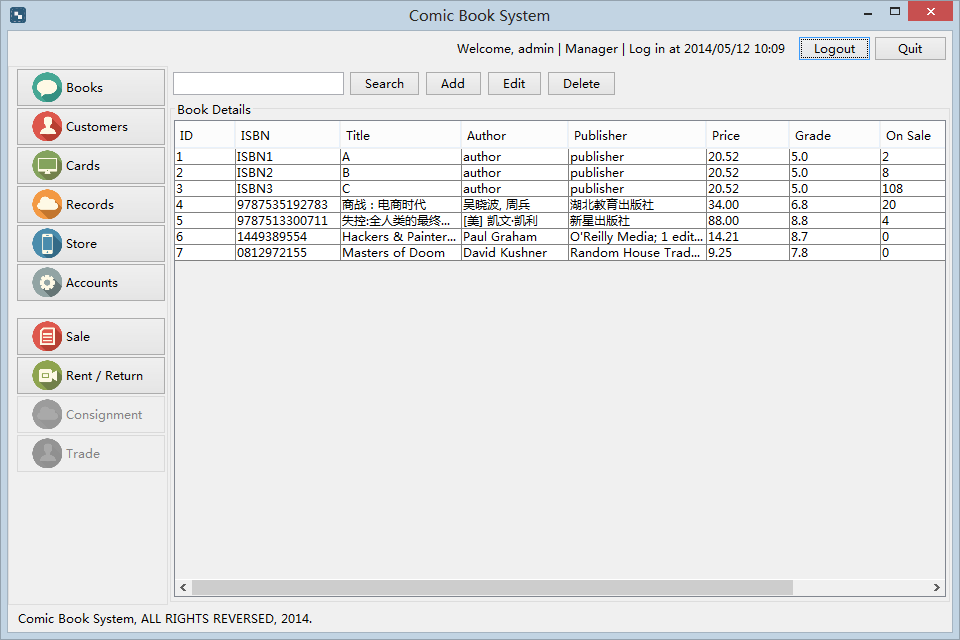 Comic Book System
Welcome, admin | Manager | Log in at 2014/05/12 10:09 Logout Quit
Books
Customers
Cards
Records
Store
Accounts
Sale
Rent / Return
Consignment
Trade
Search Add Edit Delete
Book Details
ID ISBN Title Author Publisher Price Grade On Sale
1 ISBN1 A author publisher 20.52 5.0 2
2 ISBN2 B author publisher 20.52 5.0 8
3 ISBN3 C author publisher 20.52 5.0 108
4 9787535192783 商战：电商时代 吴晓波, 周兵 湖北教育出版社 34.00 6.8 20
5 9787513300711 失控:全人类的最终... [美] 凯文·凯利 新星出版社 88.00 8.8 4
6 1449389554 Hackers & Painter... Paul Graham O'Reilly Media; 1 edit... 14.21 8.7 0
7 0812972155 Masters of Doom David Kushner Random House Trad... 9.25 7.8 0
Comic Book System, ALL RIGHTS REVERSED, 2014.